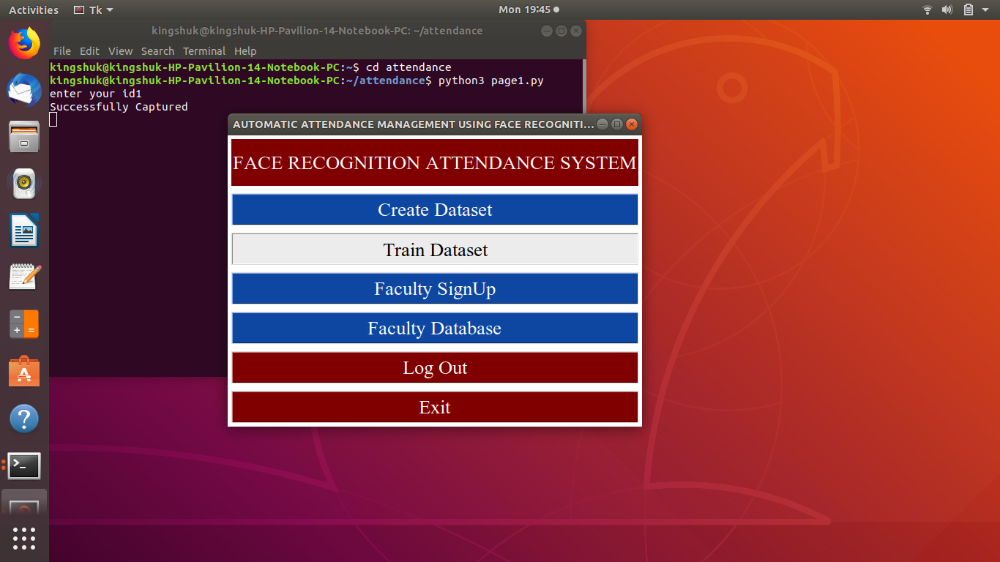 Activities Tk Mon 19:45
kingshuk@kingshuk-HP-Pavilion-14-Notebook-PC: ~/attendance
File Edit View Search Terminal Help
kingshuk@kingshuk-HP-Pavilion-14-Notebook-PC:~$ cd attendance
kingshuk@kingshuk-HP-Pavilion-14-Notebook-PC:~/attendance$ python3 page1.py
enter your id1
Successfully Captured
AUTOMATIC ATTENDANCE MANAGEMENT USING FACE RECOGNITI...
FACE RECOGNITION ATTENDANCE SYSTEM
Create Dataset
Train Dataset
Faculty SignUp
Faculty Database
Log Out
Exit